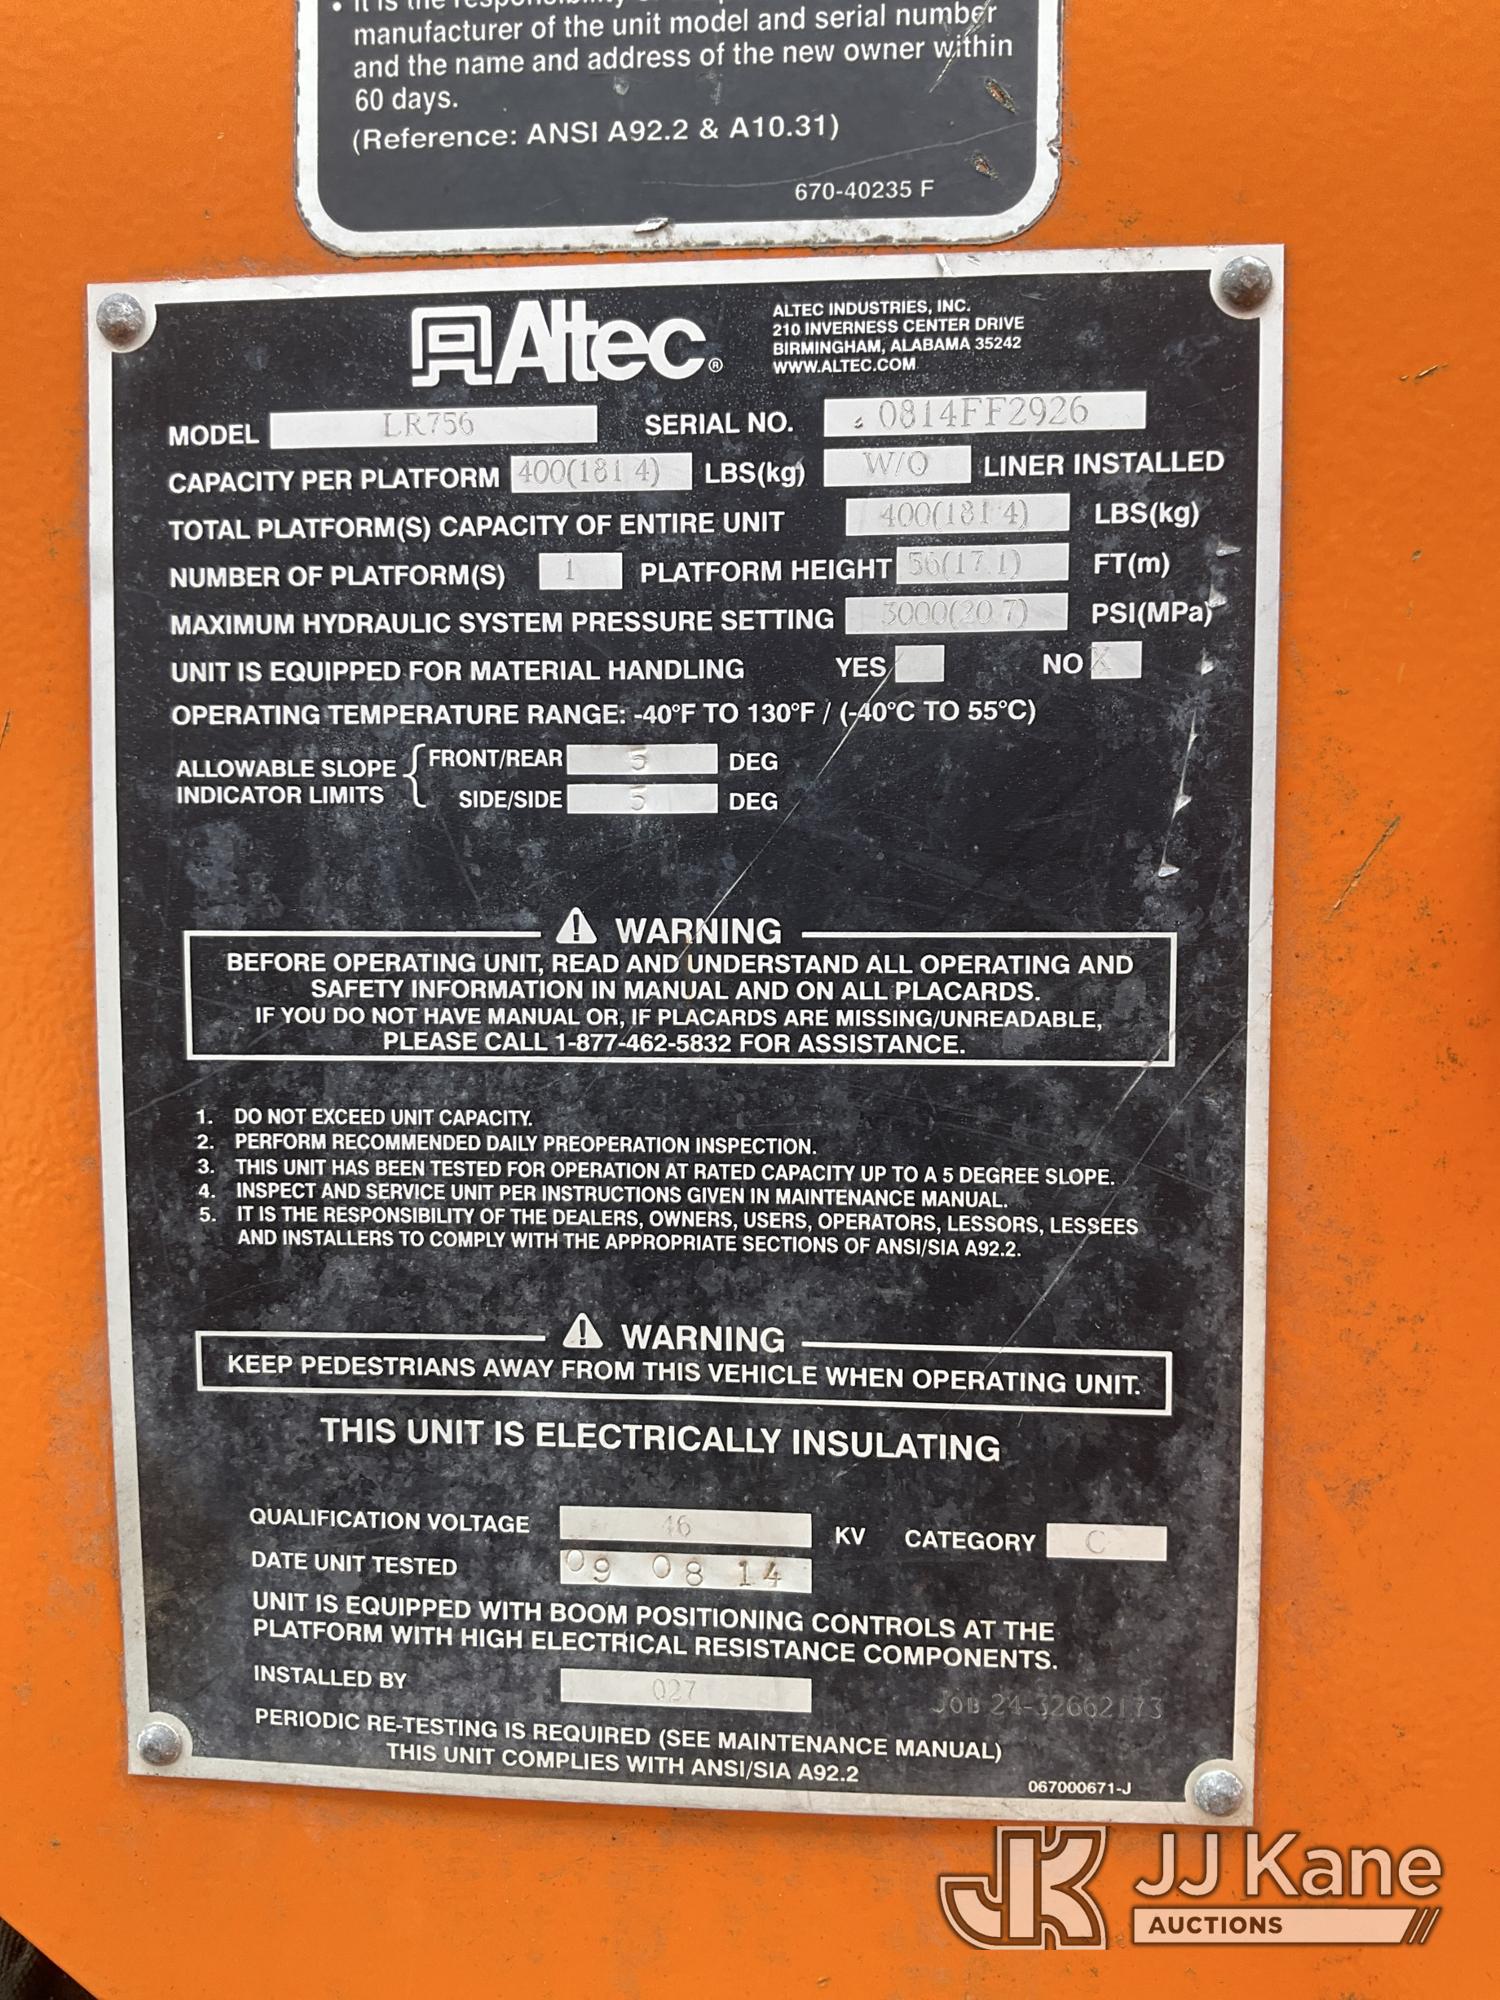 • It is the responsibility
manufacturer of the unit model and serial number
and the name and address of the new owner within
60 days.
(Reference: ANSI A92.2 & A10.31)
670-40235 F
Altec®
ALTEC INDUSTRIES, INC.
210 INVERNESS CENTER DRIVE
BIRMINGHAM, ALABAMA 35242
WWW.ALTEC.COM
MODEL LR756 SERIAL NO. 0814FF2926
CAPACITY PER PLATFORM 400(181.4) LBS(kg) W/O LINER INSTALLED
TOTAL PLATFORM(S) CAPACITY OF ENTIRE UNIT 400(181.4) LBS(kg)
NUMBER OF PLATFORM(S) 1 PLATFORM HEIGHT 56(17.1) FT(m)
MAXIMUM HYDRAULIC SYSTEM PRESSURE SETTING 3000(20.7) PSI(MPa)
UNIT IS EQUIPPED FOR MATERIAL HANDLING YES NO X
OPERATING TEMPERATURE RANGE: -40°F TO 130°F / (-40°C TO 55°C)
ALLOWABLE SLOPE INDICATOR LIMITS { FRONT/REAR 5 DEG
SIDE/SIDE 5 DEG
⚠ WARNING
BEFORE OPERATING UNIT, READ AND UNDERSTAND ALL OPERATING AND
SAFETY INFORMATION IN MANUAL AND ON ALL PLACARDS.
IF YOU DO NOT HAVE MANUAL OR, IF PLACARDS ARE MISSING/UNREADABLE,
PLEASE CALL 1-877-462-5832 FOR ASSISTANCE.
1. DO NOT EXCEED UNIT CAPACITY.
2. PERFORM RECOMMENDED DAILY PREOPERATION INSPECTION.
3. THIS UNIT HAS BEEN TESTED FOR OPERATION AT RATED CAPACITY UP TO A 5 DEGREE SLOPE.
4. INSPECT AND SERVICE UNIT PER INSTRUCTIONS GIVEN IN MAINTENANCE MANUAL.
5. IT IS THE RESPONSIBILITY OF THE DEALERS, OWNERS, USERS, OPERATORS, LESSORS, LESSEES
AND INSTALLERS TO COMPLY WITH THE APPROPRIATE SECTIONS OF ANSI/SIA A92.2.
⚠ WARNING
KEEP PEDESTRIANS AWAY FROM THIS VEHICLE WHEN OPERATING UNIT.
THIS UNIT IS ELECTRICALLY INSULATING
QUALIFICATION VOLTAGE 46 KV CATEGORY C
DATE UNIT TESTED 09 08 14
UNIT IS EQUIPPED WITH BOOM POSITIONING CONTROLS AT THE
PLATFORM WITH HIGH ELECTRICAL RESISTANCE COMPONENTS.
INSTALLED BY 027 JOB 24-32662173
PERIODIC RE-TESTING IS REQUIRED (SEE MAINTENANCE MANUAL)
THIS UNIT COMPLIES WITH ANSI/SIA A92.2
067000671-J
JK JJ Kane
AUCTIONS